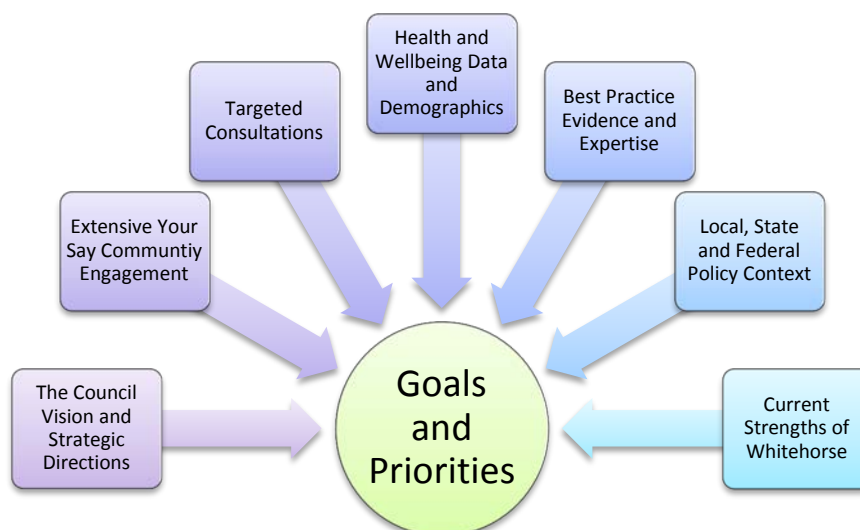 Health and
Wellbeing Data
and
Demographics
Targeted
Consultations
Best Practice
Evidence and
Expertise
Extensive Your
Say Communtiy
Engagement
Local, State
and Federal
Policy Context
The Council
Vision and
Strategic
Directions
Goals
and
Priorities
Current
Strengths of
Whitehorse